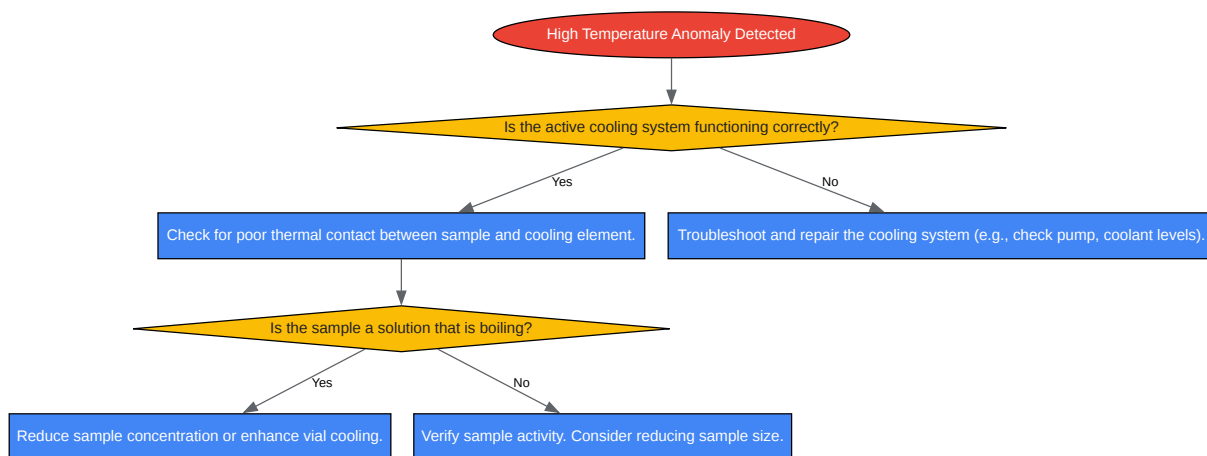 High Temperature Anomaly Detected
Is the active cooling system functioning correctly?
Yes
No
Check for poor thermal contact between sample and cooling element.
Troubleshoot and repair the cooling system (e.g., check pump, coolant levels).
Is the sample a solution that is boiling?
Yes
No
Reduce sample concentration or enhance vial cooling.
Verify sample activity. Consider reducing sample size.